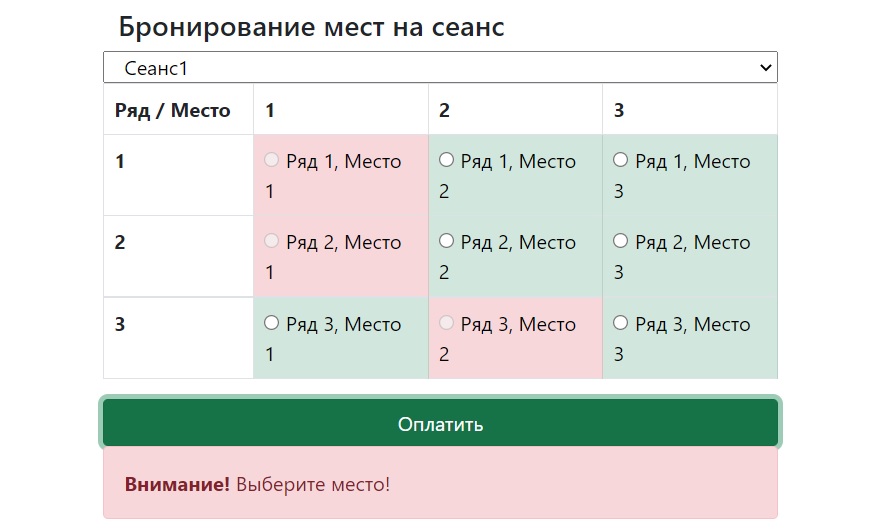 Бронирование мест на сеанс
Сеанс1
Ряд / Место 1 2 3
1 Ряд 1, Место 1 Ряд 1, Место 2 Ряд 1, Место 3
2 Ряд 2, Место 1 Ряд 2, Место 2 Ряд 2, Место 3
3 Ряд 3, Место 1 Ряд 3, Место 2 Ряд 3, Место 3
Оплатить
Внимание! Выберите место!